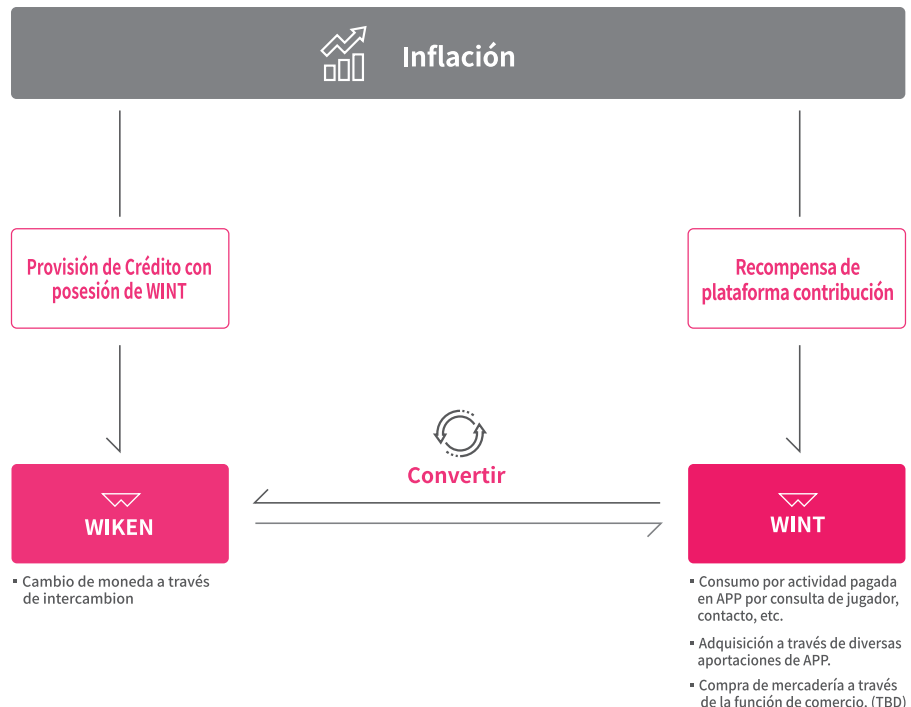 Inflación
Provisión de Crédito con
posesión de WINT
Recompensa de
plataforma contribución
Convertir
WIKEN
WINT
▪ Cambio de moneda a través
de intercambion
▪ Consumo por actividad pagada
en APP por consulta de jugador,
contacto, etc.
▪ Adquisición a través de diversas
aportaciones de APP.
▪ Compra de mercadería a través
de la función de comercio. (TBD)